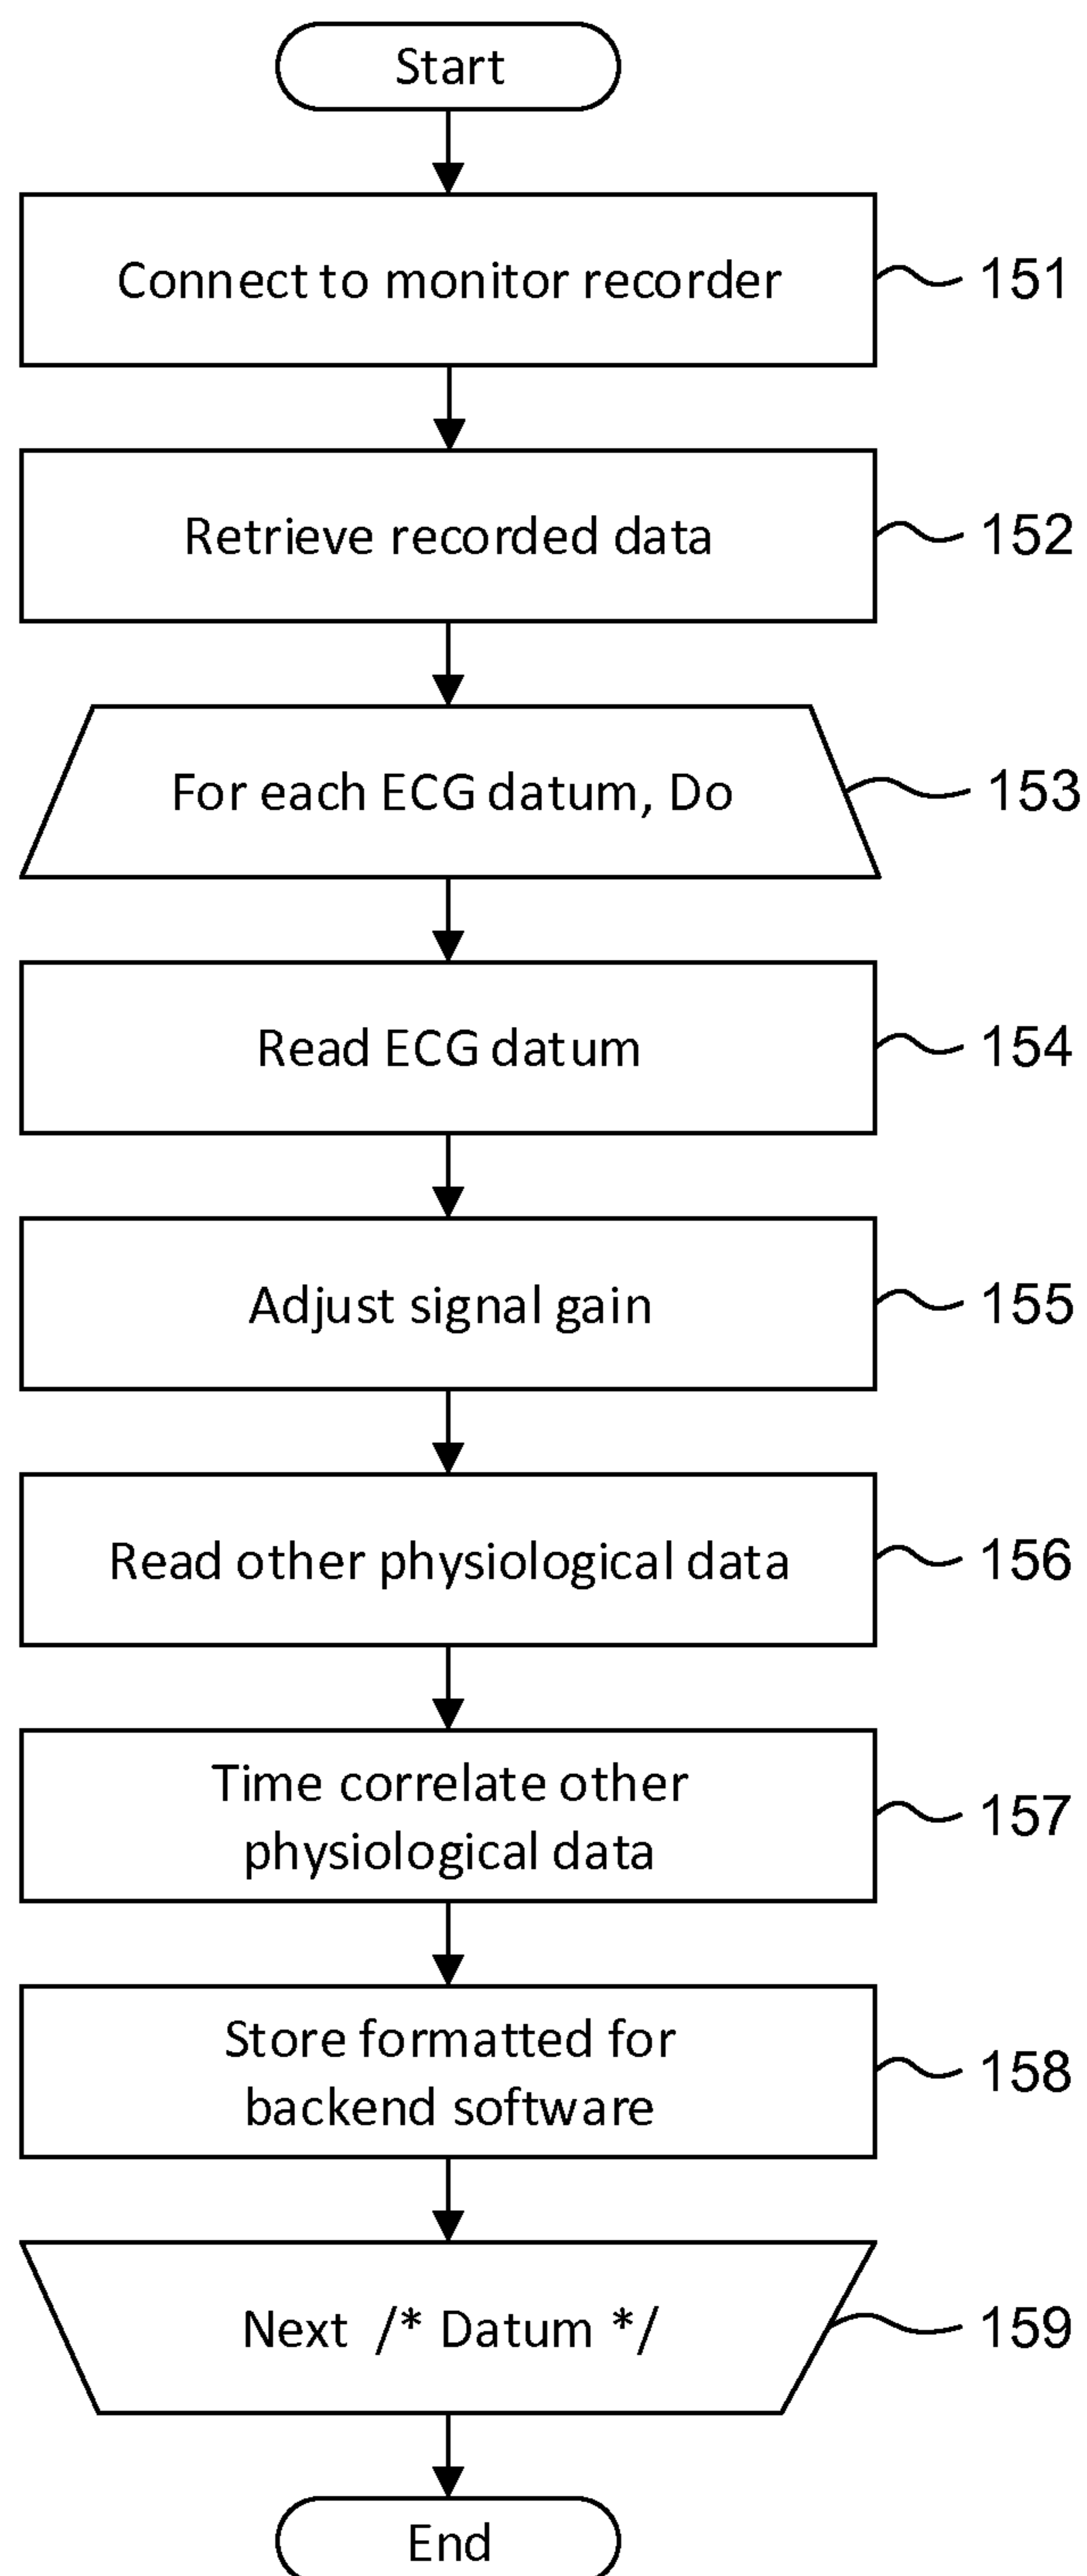 Start
Connect to monitor recorder
151
Retrieve recorded data
152
For each ECG datum, Do
153
Read ECG datum
154
Adjust signal gain
155
Read other physiological data
156
Time correlate other
physiological data
157
Store formatted for
backend software
158
Next /* Datum */
159
End